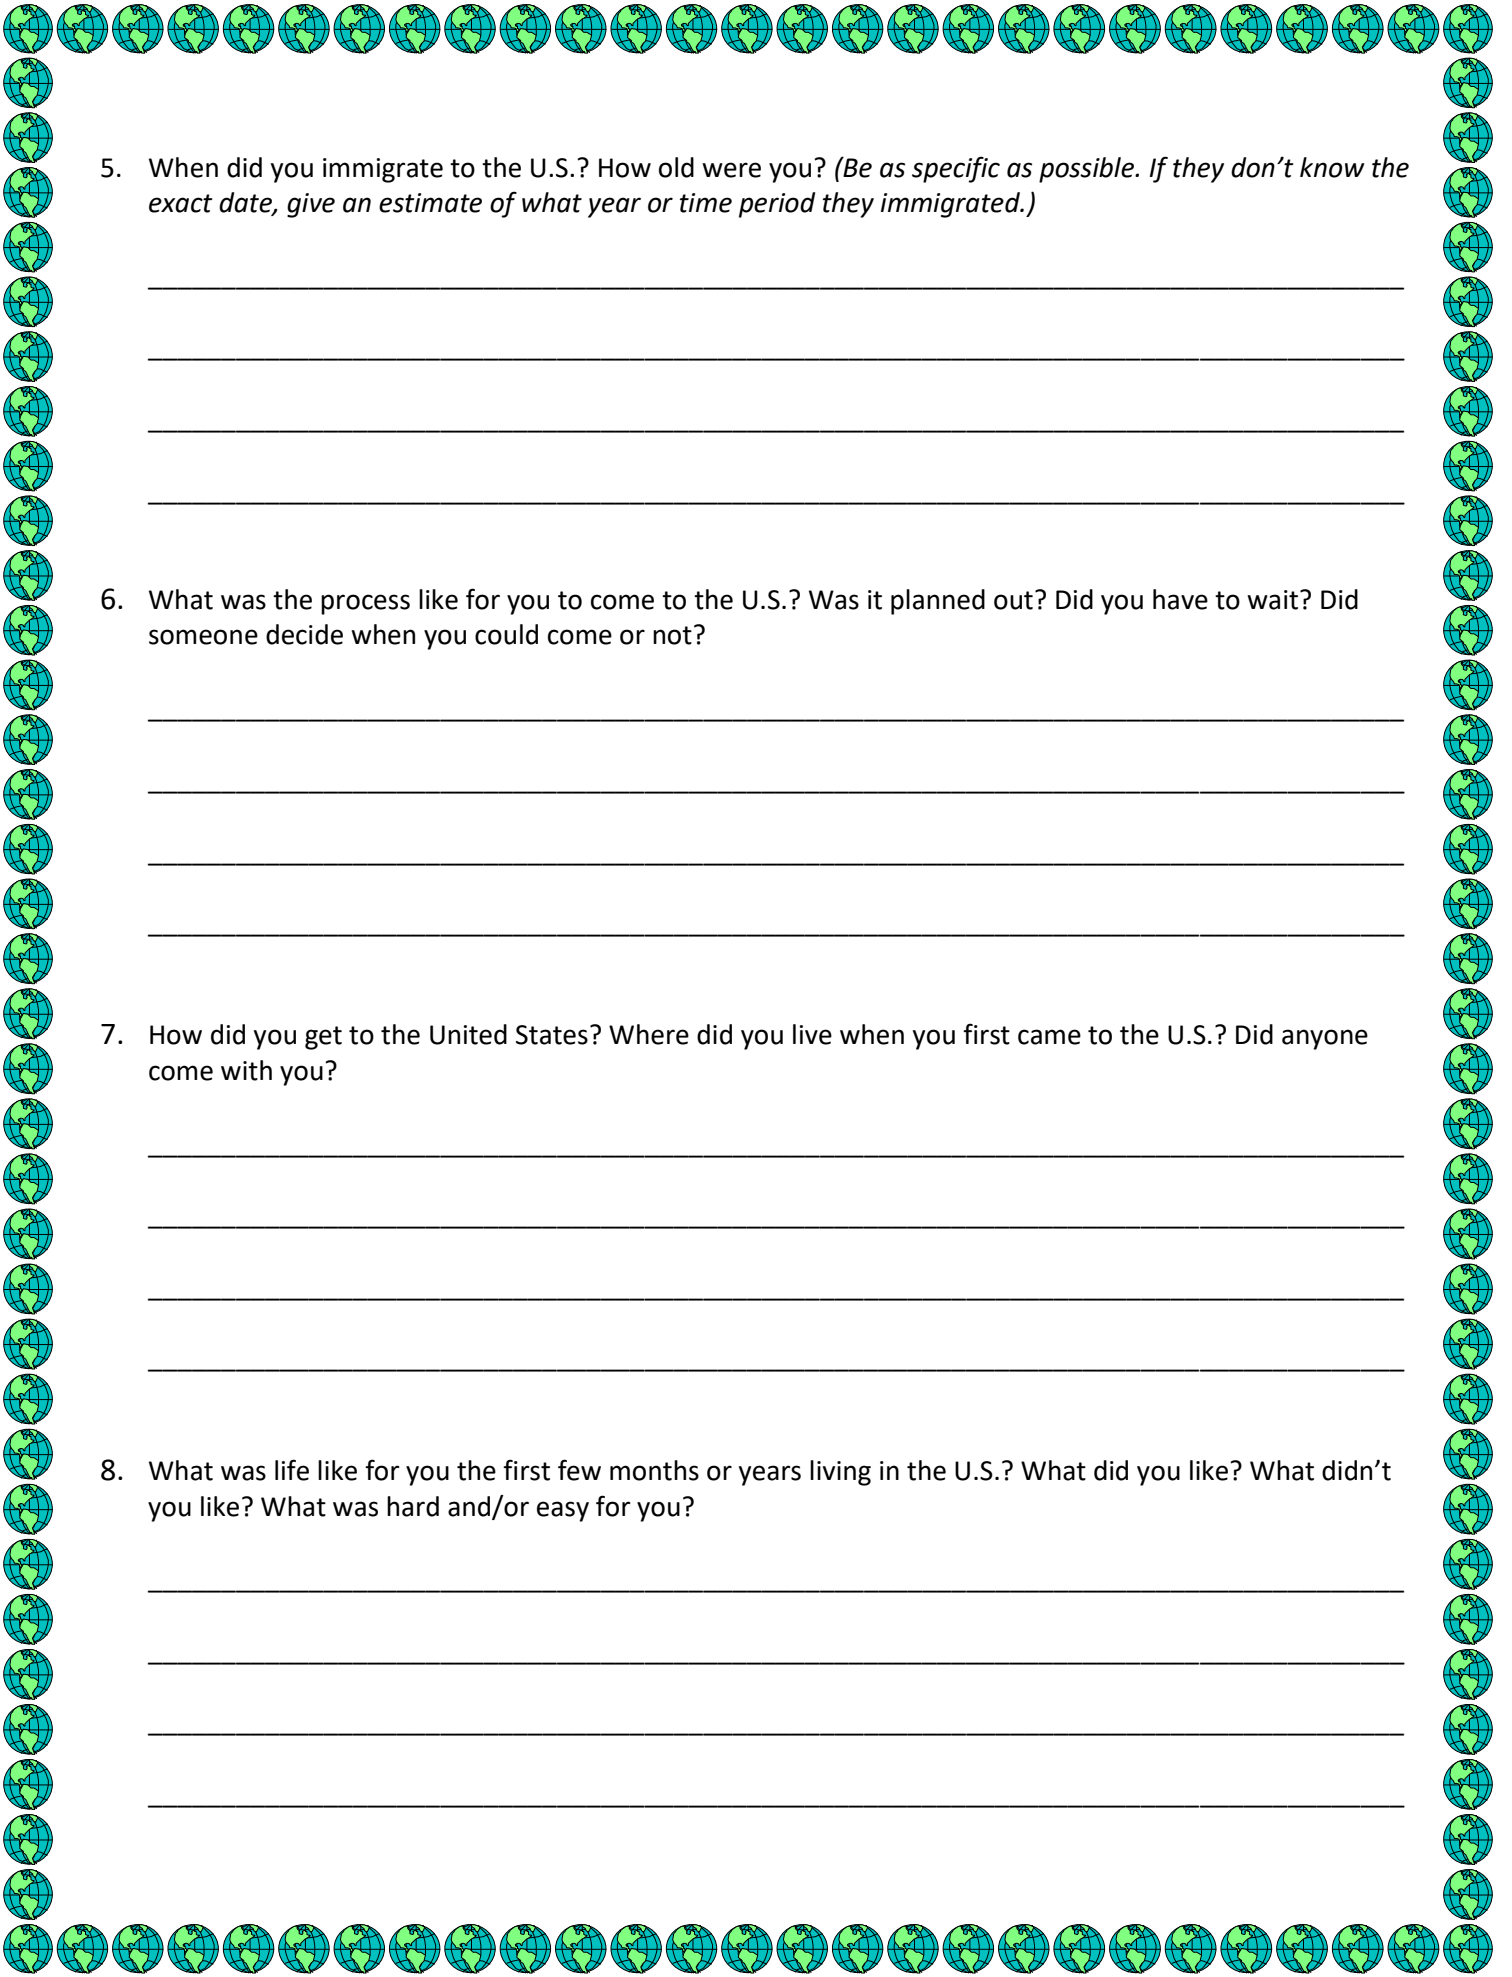 5. When did you immigrate to the U.S.? How old were you? (Be as specific as possible. If they don’t know the
exact date, give an estimate of what year or time period they immigrated.)
6. What was the process like for you to come to the U.S.? Was it planned out? Did you have to wait? Did
someone decide when you could come or not?
7. How did you get to the United States? Where did you live when you first came to the U.S.? Did anyone
come with you?
8. What was life like for you the first few months or years living in the U.S.? What did you like? What didn’t
you like? What was hard and/or easy for you?